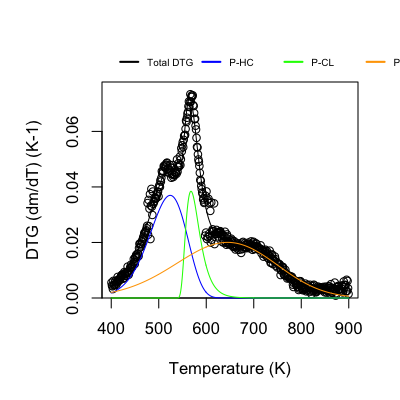 Total DTG P-HC P-CL P
DTG (dm/dT) (K-1)
0.06
0.04
0.02
0.00
400 500 600 700 800 900
Temperature (K)